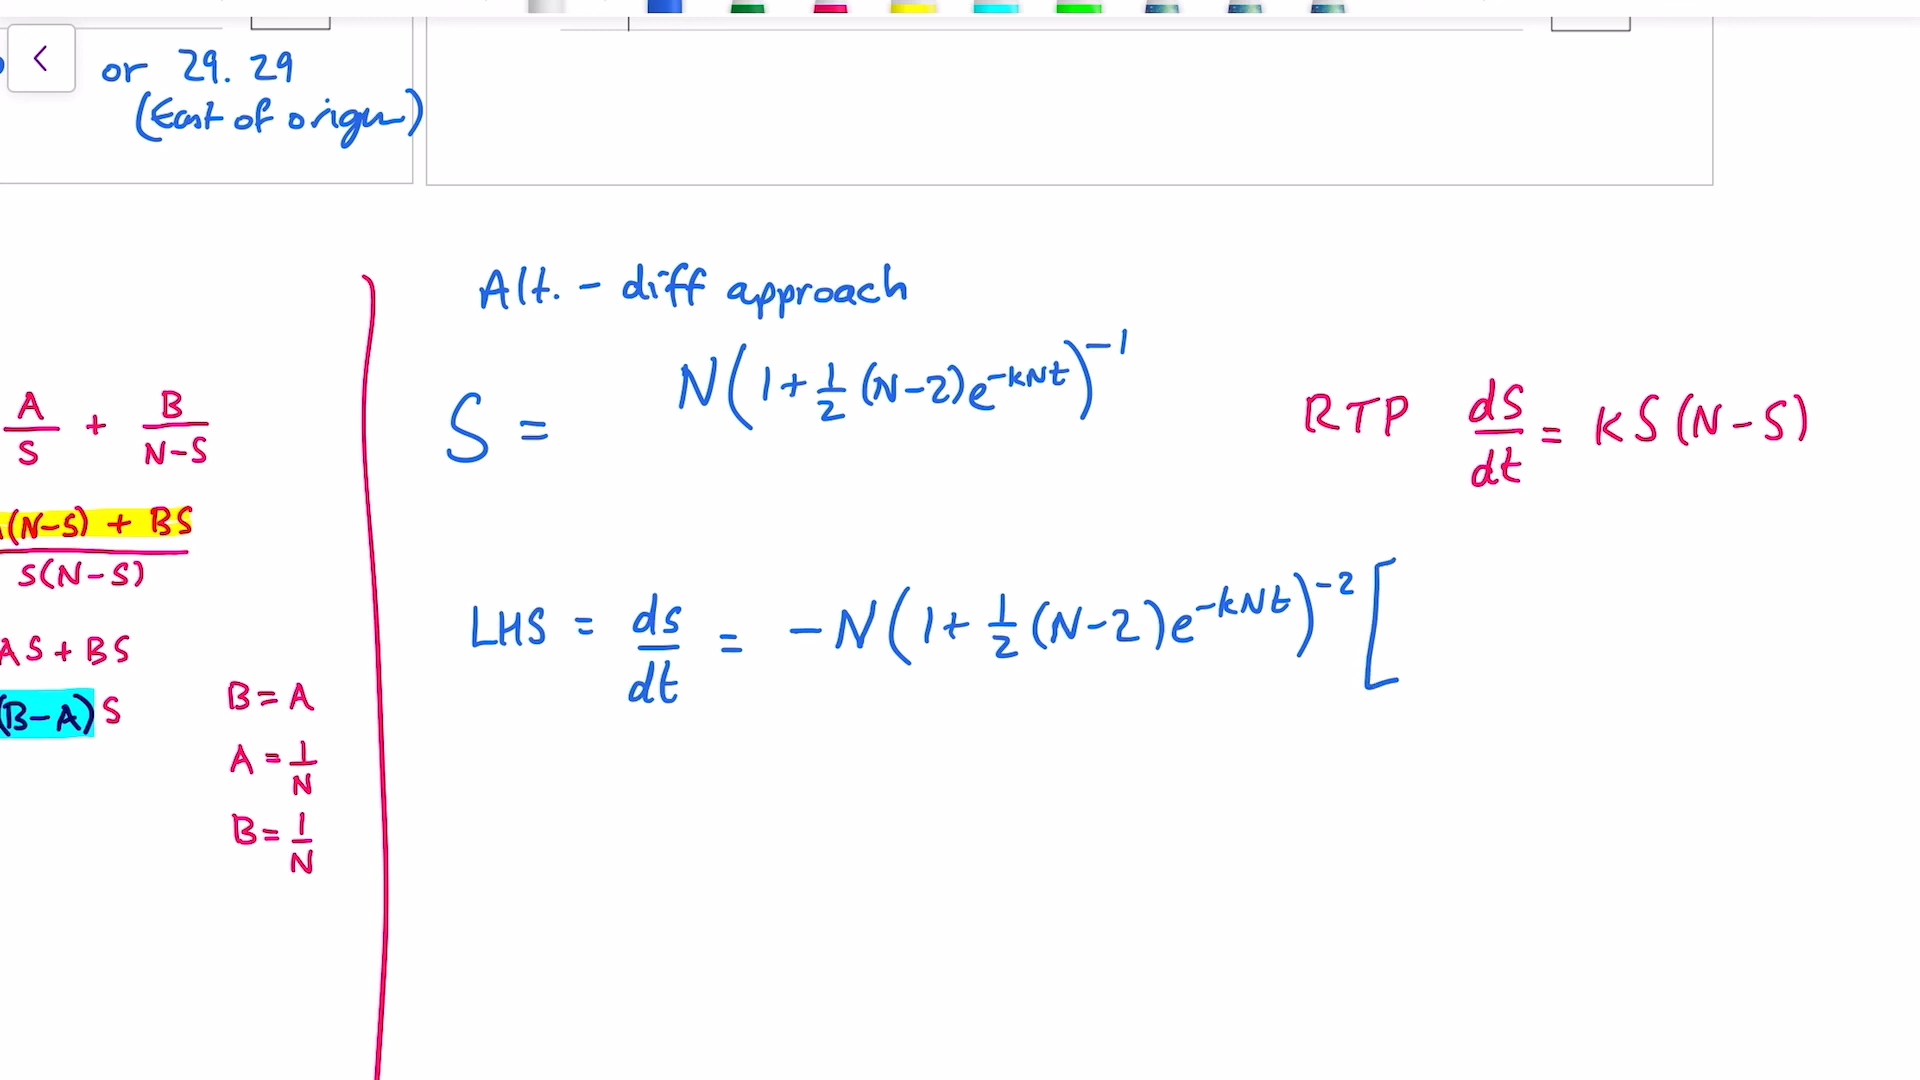 or 29.29
(East of origin)
Alt. - diff approach
S = N(1+½(N-2)e^-kNt)^-1
RTP dS/dt = kS(N-S)
LHS = ds/dt = -N(1+½(N-2)e^-kNt)^-2 [
A/S + B/N-S
(N-S) + BS
S(N-S)
AS+BS
(B-A)S
B=A
A=1/N
B=1/N